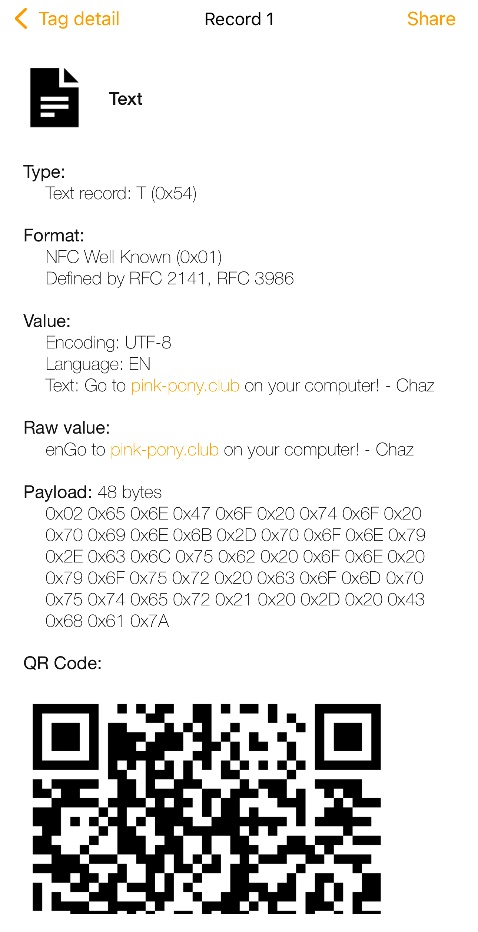 Tag detail
Record 1
Share
Text
Type:
Text record: T (0x54)
Format:
NFC Well Known (0x01)
Defined by RFC 2141, RFC 3986
Value:
Encoding: UTF-8
Language: EN
Text: Go to pink-pony.club on your computer! - Chaz
Raw value:
enGo to pink-pony.club on your computer! - Chaz
Payload: 48 bytes
0x02 0x65 0x6E 0x47 0x6F 0x20 0x74 0x6F 0x20
0x70 0x69 0x6E 0x6B 0x2D 0x70 0x6F 0x6E 0x79
0x2E 0x63 0x6C 0x75 0x62 0x20 0x6F 0x6E 0x20
0x79 0x6F 0x75 0x72 0x20 0x63 0x6F 0x6D 0x70
0x75 0x74 0x65 0x72 0x21 0x20 0x2D 0x20 0x43
0x68 0x61 0x7A
QR Code: